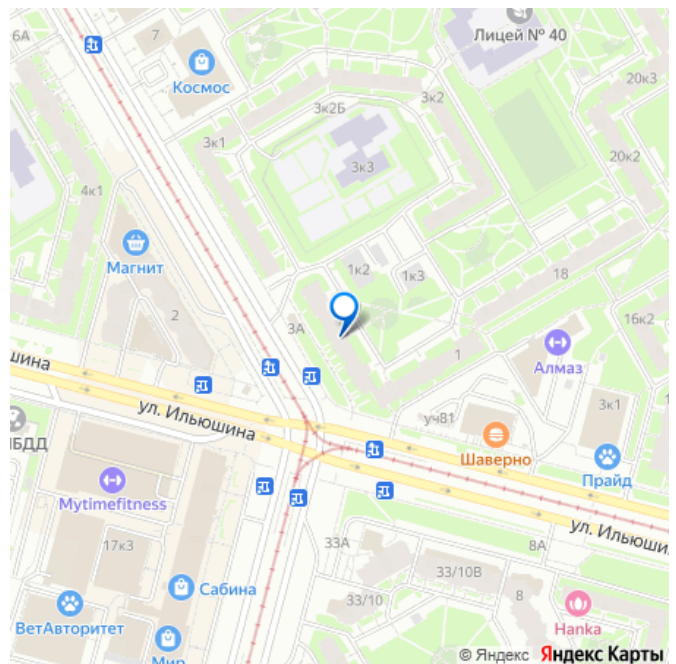 6А
7
Лицей № 40
Космос
20к3
3к2
3к2Б
3к1
20к2
3к3
4к1
Магнит
1к2
1к3
18
2
3А
16к2
1
Алмаз
шина
3к1
ул. Ильюшина
уч81
БДД
Шаверно
Прайд
Mytimefitness
ул. Ильюши
17к3
33А
8А
33/10В
Сабина
33/10
8
ВетАвторитет
Hanka
Мир
© Яндекс Яндекс Карты